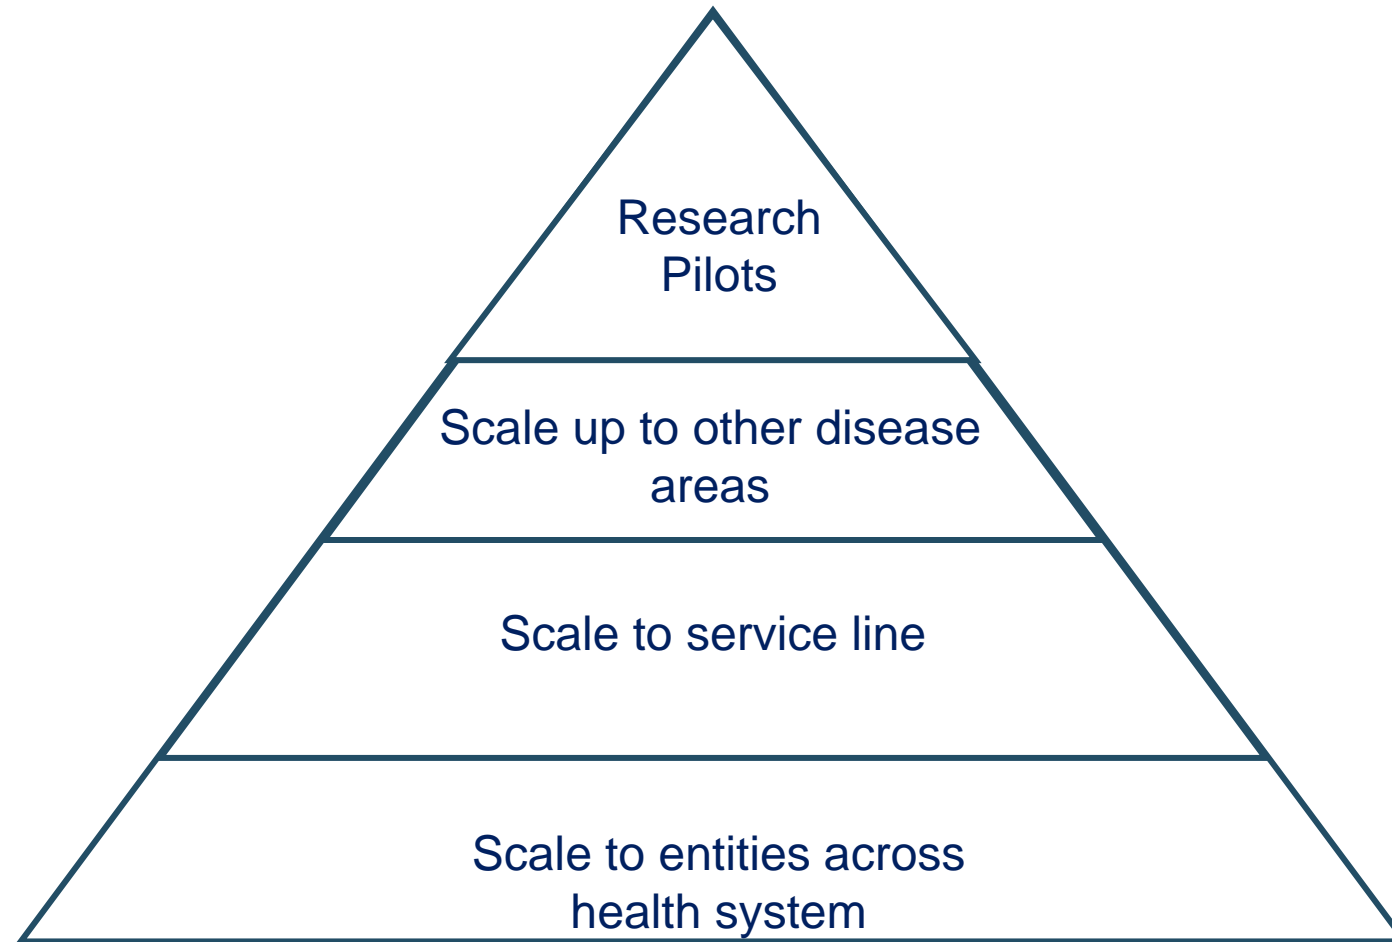 Research
Pilots
Scale up to other disease
areas
Scale to service line
Scale to entities across
health system